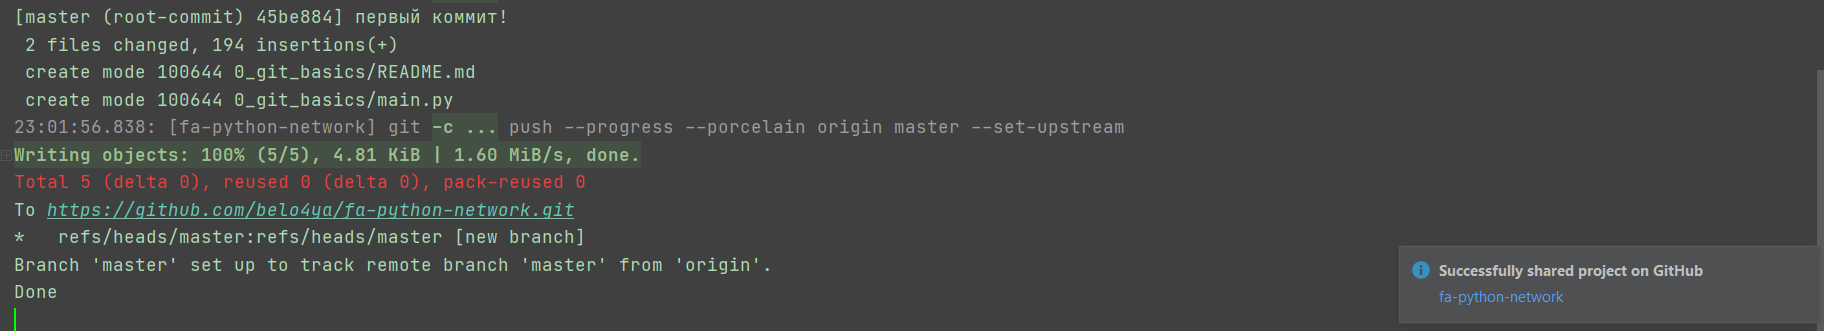 [master (root-commit) 45be884] первый коммит!
2 files changed, 194 insertions(+)
create mode 100644 0_git_basics/README.md
create mode 100644 0_git_basics/main.py
23:01:56.838: [fa-python-network] git -c ... push --progress --porcelain origin master --set-upstream
Writing objects: 100% (5/5), 4.81 KiB | 1.60 MiB/s, done.
Total 5 (delta 0), reused 0 (delta 0), pack-reused 0
To https://github.com/belo4ya/fa-python-network.git
*   refs/heads/master:refs/heads/master [new branch]
Branch 'master' set up to track remote branch 'master' from 'origin'.
Done
Successfully shared project on GitHub
fa-python-network